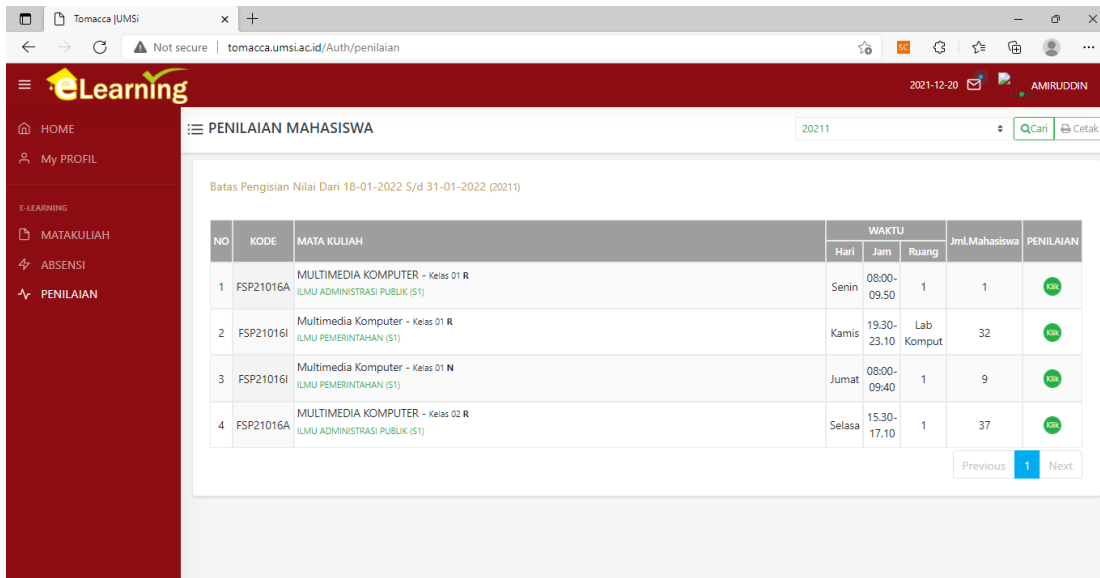 Tomacca |UMSi
Not secure | tomacca.umsi.ac.id/Auth/penilaian
SC
eLearning
2021-12-20
AMIRUDDIN
HOME
My PROFIL
E-LEARNING
MATAKULIAH
ABSENSI
PENILAIAN
PENILAIAN MAHASISWA
20211
Cari
Cetak
Batas Pengisian Nilai Dari 18-01-2022 S/d 31-01-2022 (20211)
NO KODE MATA KULIAH WAKTU Jml.Mahasiswa PENILAIAN
Hari Jam Ruang
1 FSP21016A MULTIMEDIA KOMPUTER - Kelas 01 R Senin 08:00-09.50 1 1 Klik
ILMU ADMINISTRASI PUBLIK (S1)
2 FSP21016I Multimedia Komputer - Kelas 01 R Kamis 19.30-23.10 Lab Komput 32 Klik
ILMU PEMERINTAHAN (S1)
3 FSP21016I Multimedia Komputer - Kelas 01 N Jumat 08:00-09:40 1 9 Klik
ILMU PEMERINTAHAN (S1)
4 FSP21016A MULTIMEDIA KOMPUTER - Kelas 02 R Selasa 15.30-17.10 1 37 Klik
ILMU ADMINISTRASI PUBLIK (S1)
Previous 1 Next